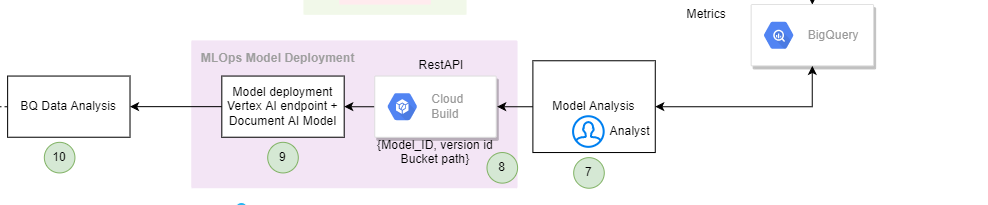 Metrics
BigQuery
MLOps Model Deployment
RestAPI
BQ Data Analysis
Model deployment
Vertex AI endpoint +
Document AI Model
Cloud
Build
Model Analysis
Analyst
{Model_ID, version id
Bucket path}
10
9
8
7